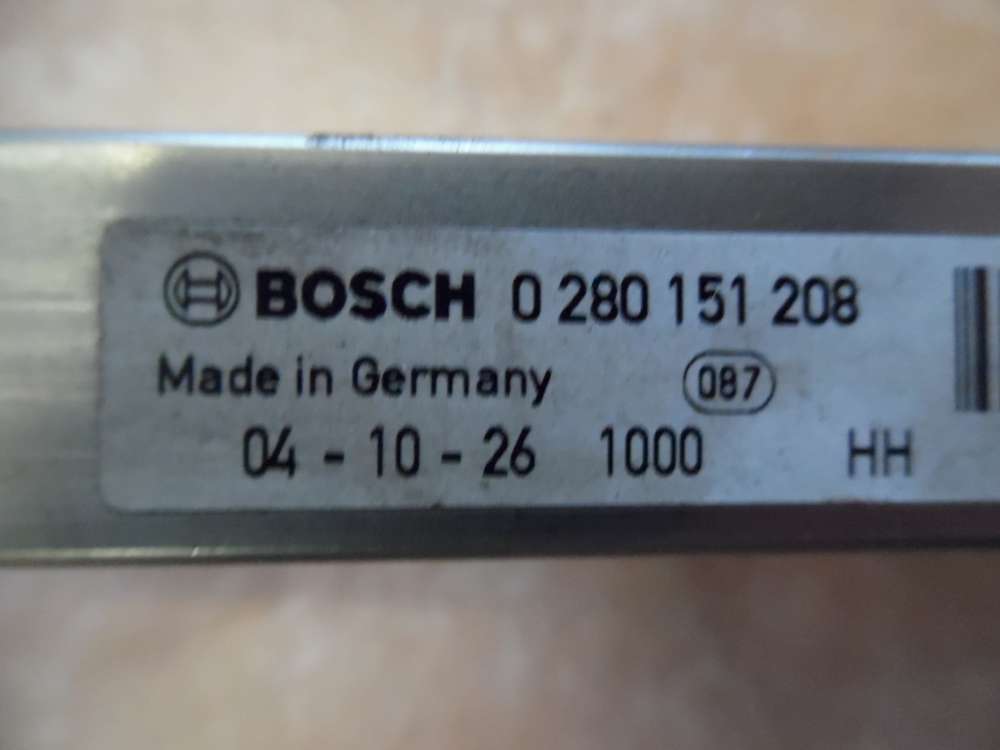 BOSCH 0 280 151 208
Made in Germany 087
04 - 10 - 26 1000 HH